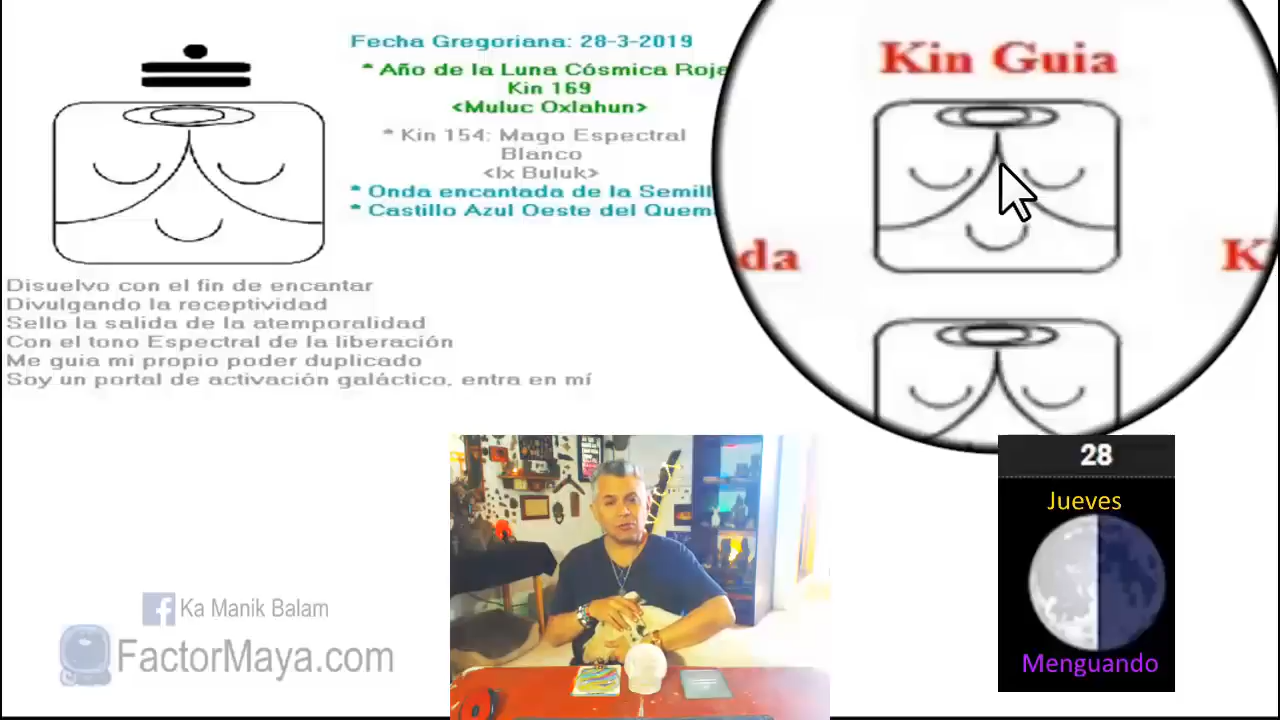 Fecha Gregoriana: 28-3-2019
* Año de la Luna Cósmica Roja
Kin 169
<Muluc Oxlahun>
* Kin 154: Mago Espectral
Blanco
<Ix Buluk>
* Onda encantada de la Semill
* Castillo Azul Oeste del Quem
Kin Guia
da
K
Disuelvo con el fin de encantar
Divulgando la receptividad
Sello la salida de la atemporalidad
Con el tono Espectral de la liberación
Me guia mi propio poder duplicado
Soy un portal de activación galáctico, entra en mí
28
Jueves
Menguando
Ka Manik Balam
FactorMaya.com